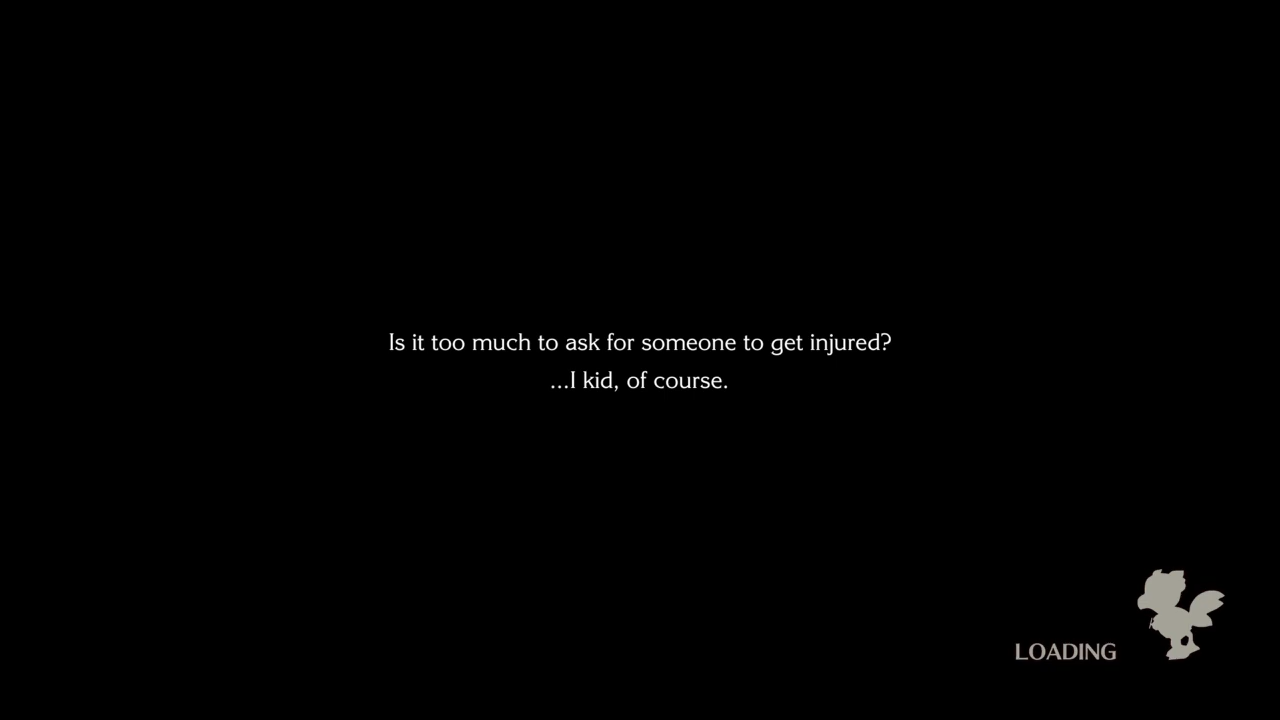 Is it too much to ask for someone to get injured?
...I kid, of course.
LOADING